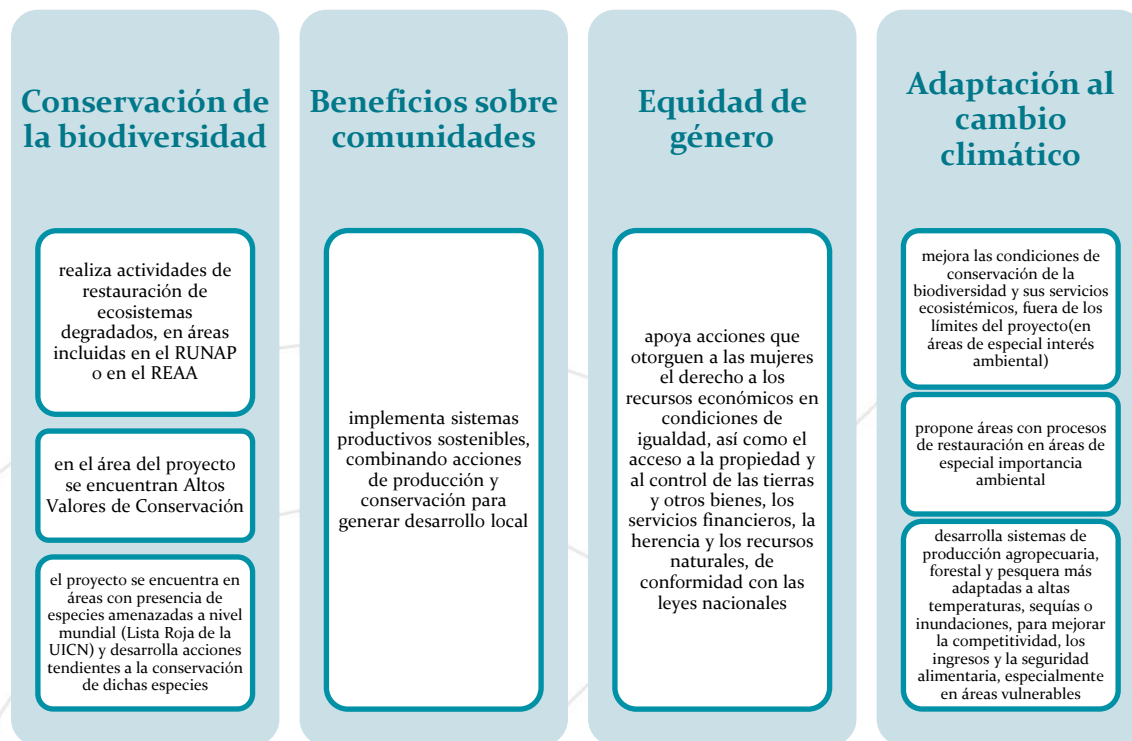 Conservación de
la biodiversidad
realiza actividades de
restauración de
ecosistemas
degradados, en áreas
incluidas en el RUNAP
o en el REAA
en el área del proyecto
se encuentran Altos
Valores de Conservación
el proyecto se encuentra en
áreas con presencia de
especies amenazadas a nivel
mundial (Lista Roja de la
UICN) y desarrolla acciones
tendientes a la conservación
de dichas especies
Beneficios sobre
comunidades
implementa sistemas
productivos sostenibles,
combinando acciones
de producción y
conservación para
generar desarrollo local
Equidad de
género
apoya acciones que
otorguen a las mujeres
el derecho a los
recursos económicos en
condiciones de
igualdad, así como el
acceso a la propiedad y
al control de las tierras
y otros bienes, los
servicios financieros, la
herencia y los recursos
naturales, de
conformidad con las
leyes nacionales
Adaptación al
cambio
climático
mejora las condiciones de
conservación de la
biodiversidad y sus servicios
ecosistémicos, fuera de los
límites del proyecto(en
áreas de especial interés
ambiental)
propone áreas con procesos
de restauración en áreas de
especial importancia
ambiental
desarrolla sistemas de
producción agropecuaria,
forestal y pesquera más
adaptadas a altas
temperaturas, sequías o
inundaciones, para mejorar
la competitividad, los
ingresos y la seguridad
alimentaria, especialmente
en áreas vulnerables